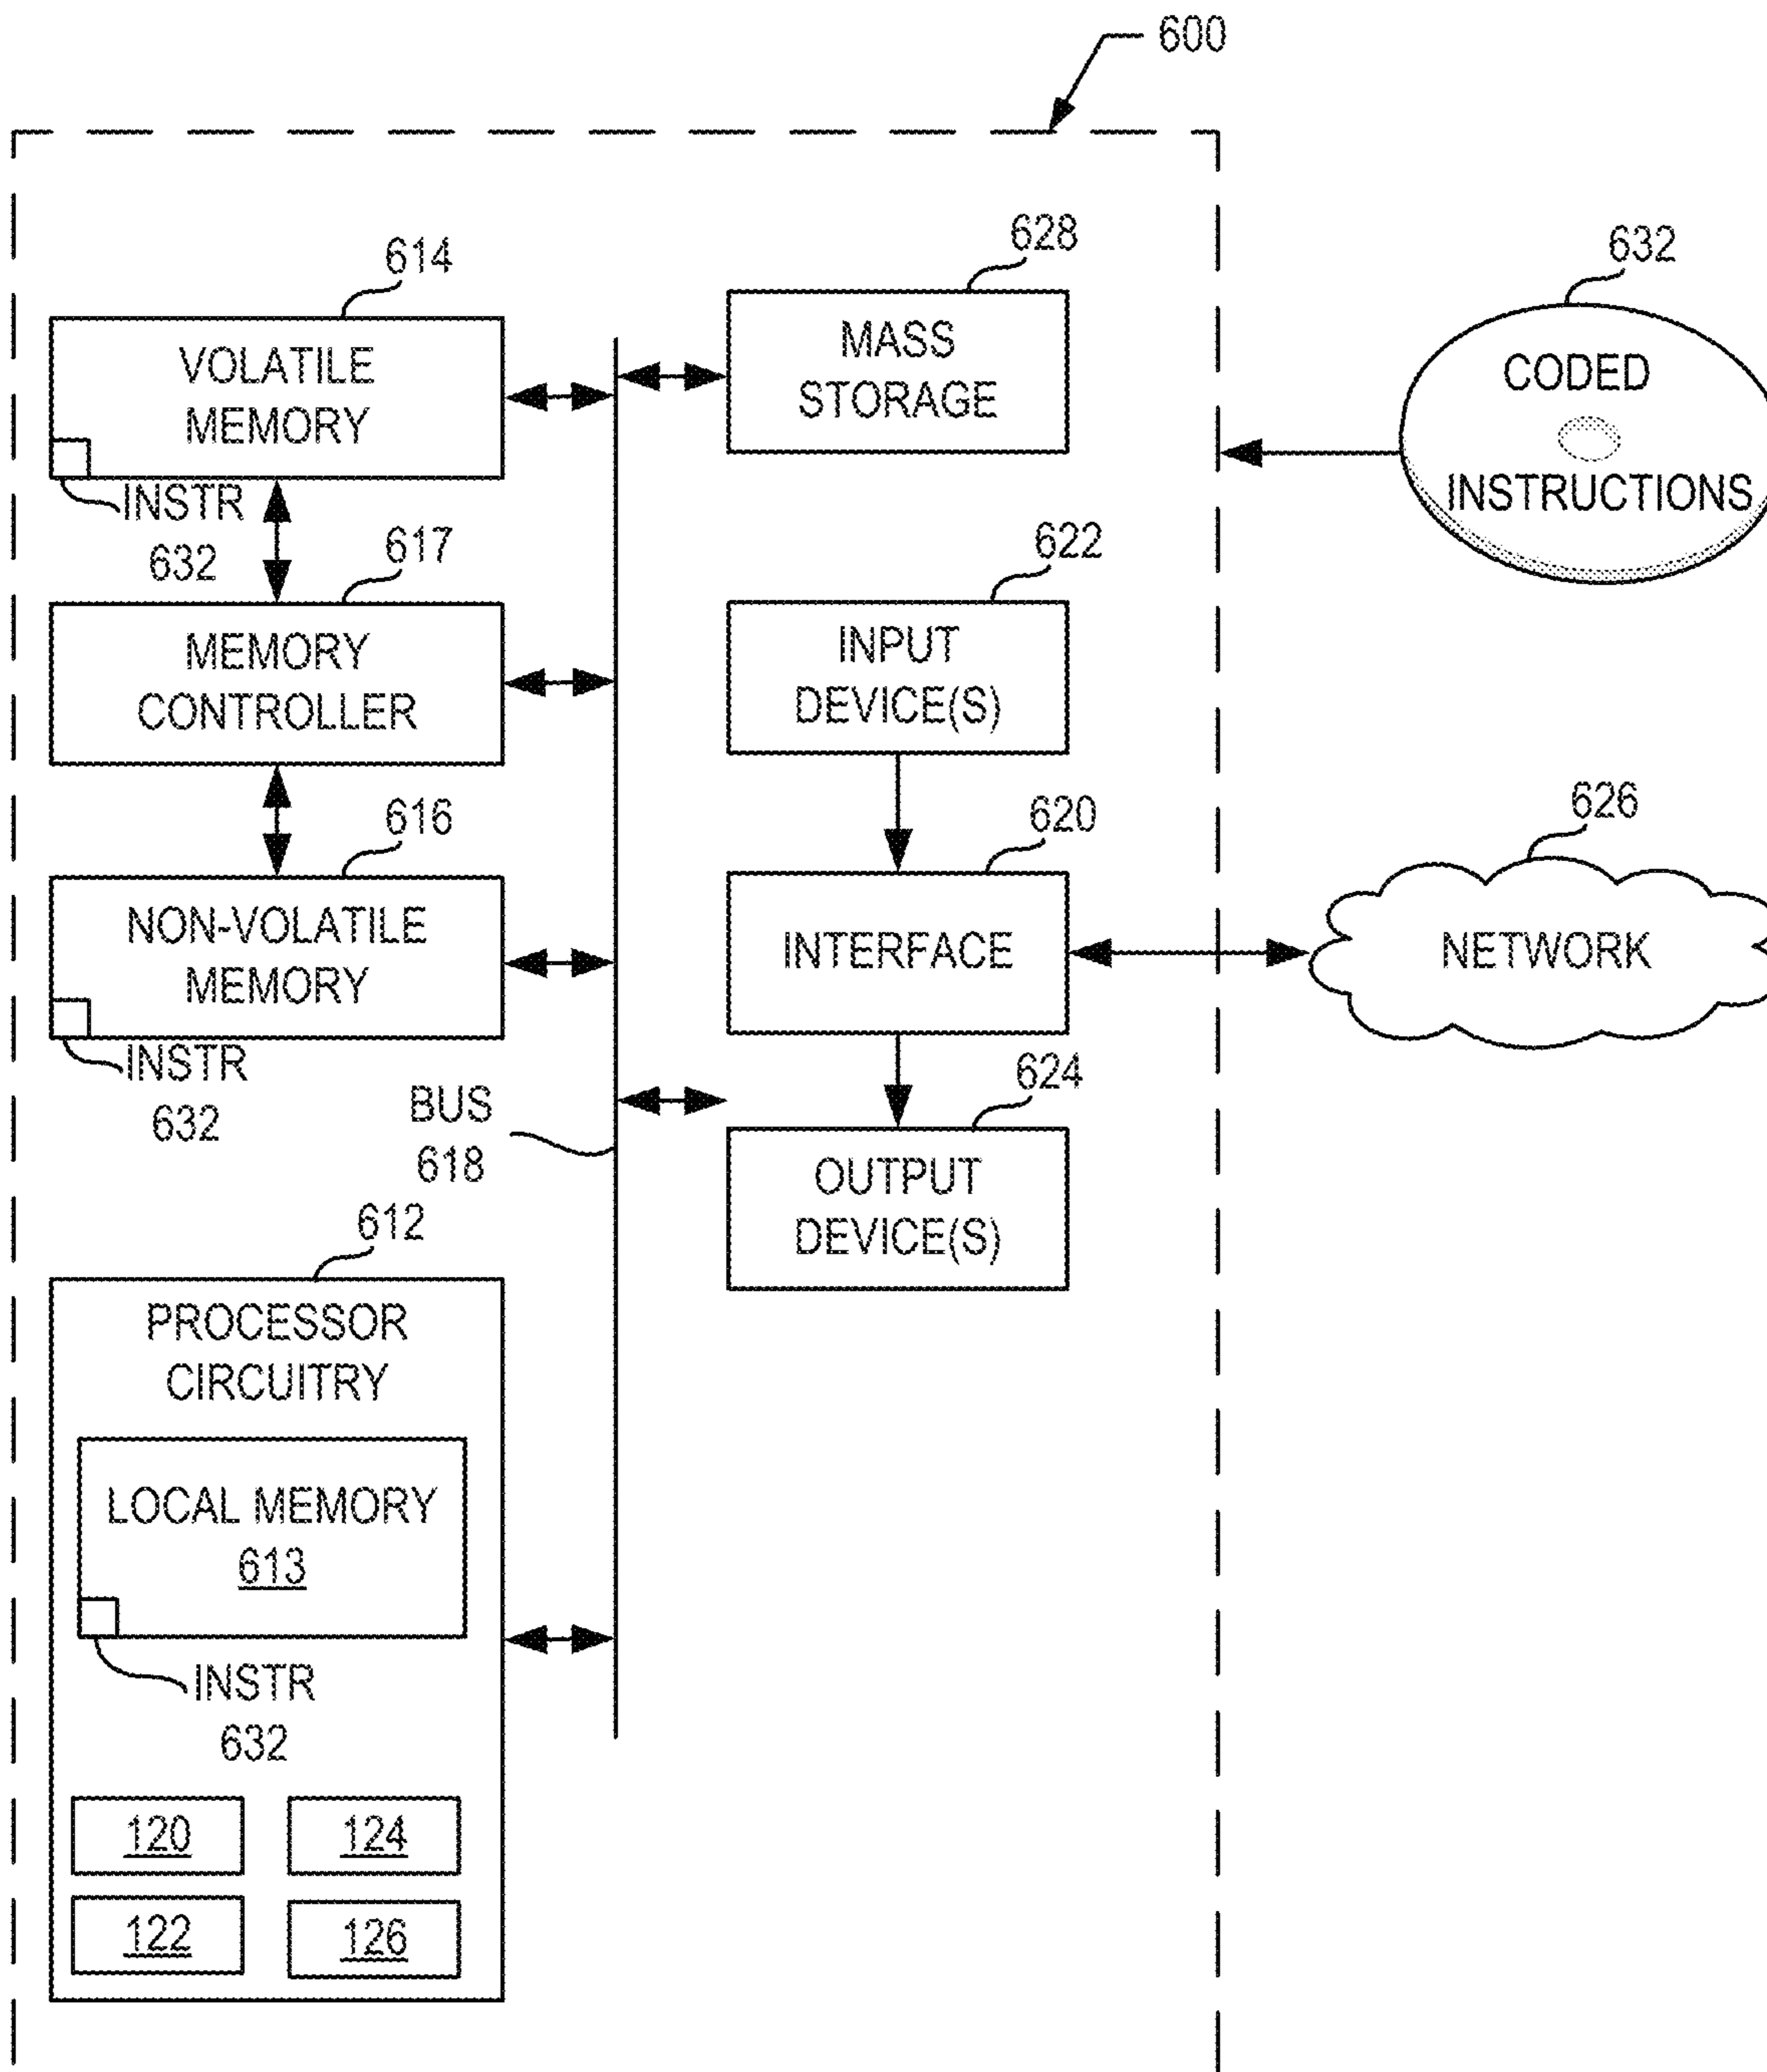 600
614
VOLATILE
MEMORY
INSTR
632
617
MEMORY
CONTROLLER
616
NON-VOLATILE
MEMORY
INSTR
632
BUS
618
612
PROCESSOR
CIRCUITRY
LOCAL MEMORY
613
INSTR
632
120
124
122
126
628
MASS
STORAGE
622
INPUT
DEVICE(S)
620
INTERFACE
624
OUTPUT
DEVICE(S)
632
CODED
INSTRUCTIONS
626
NETWORK